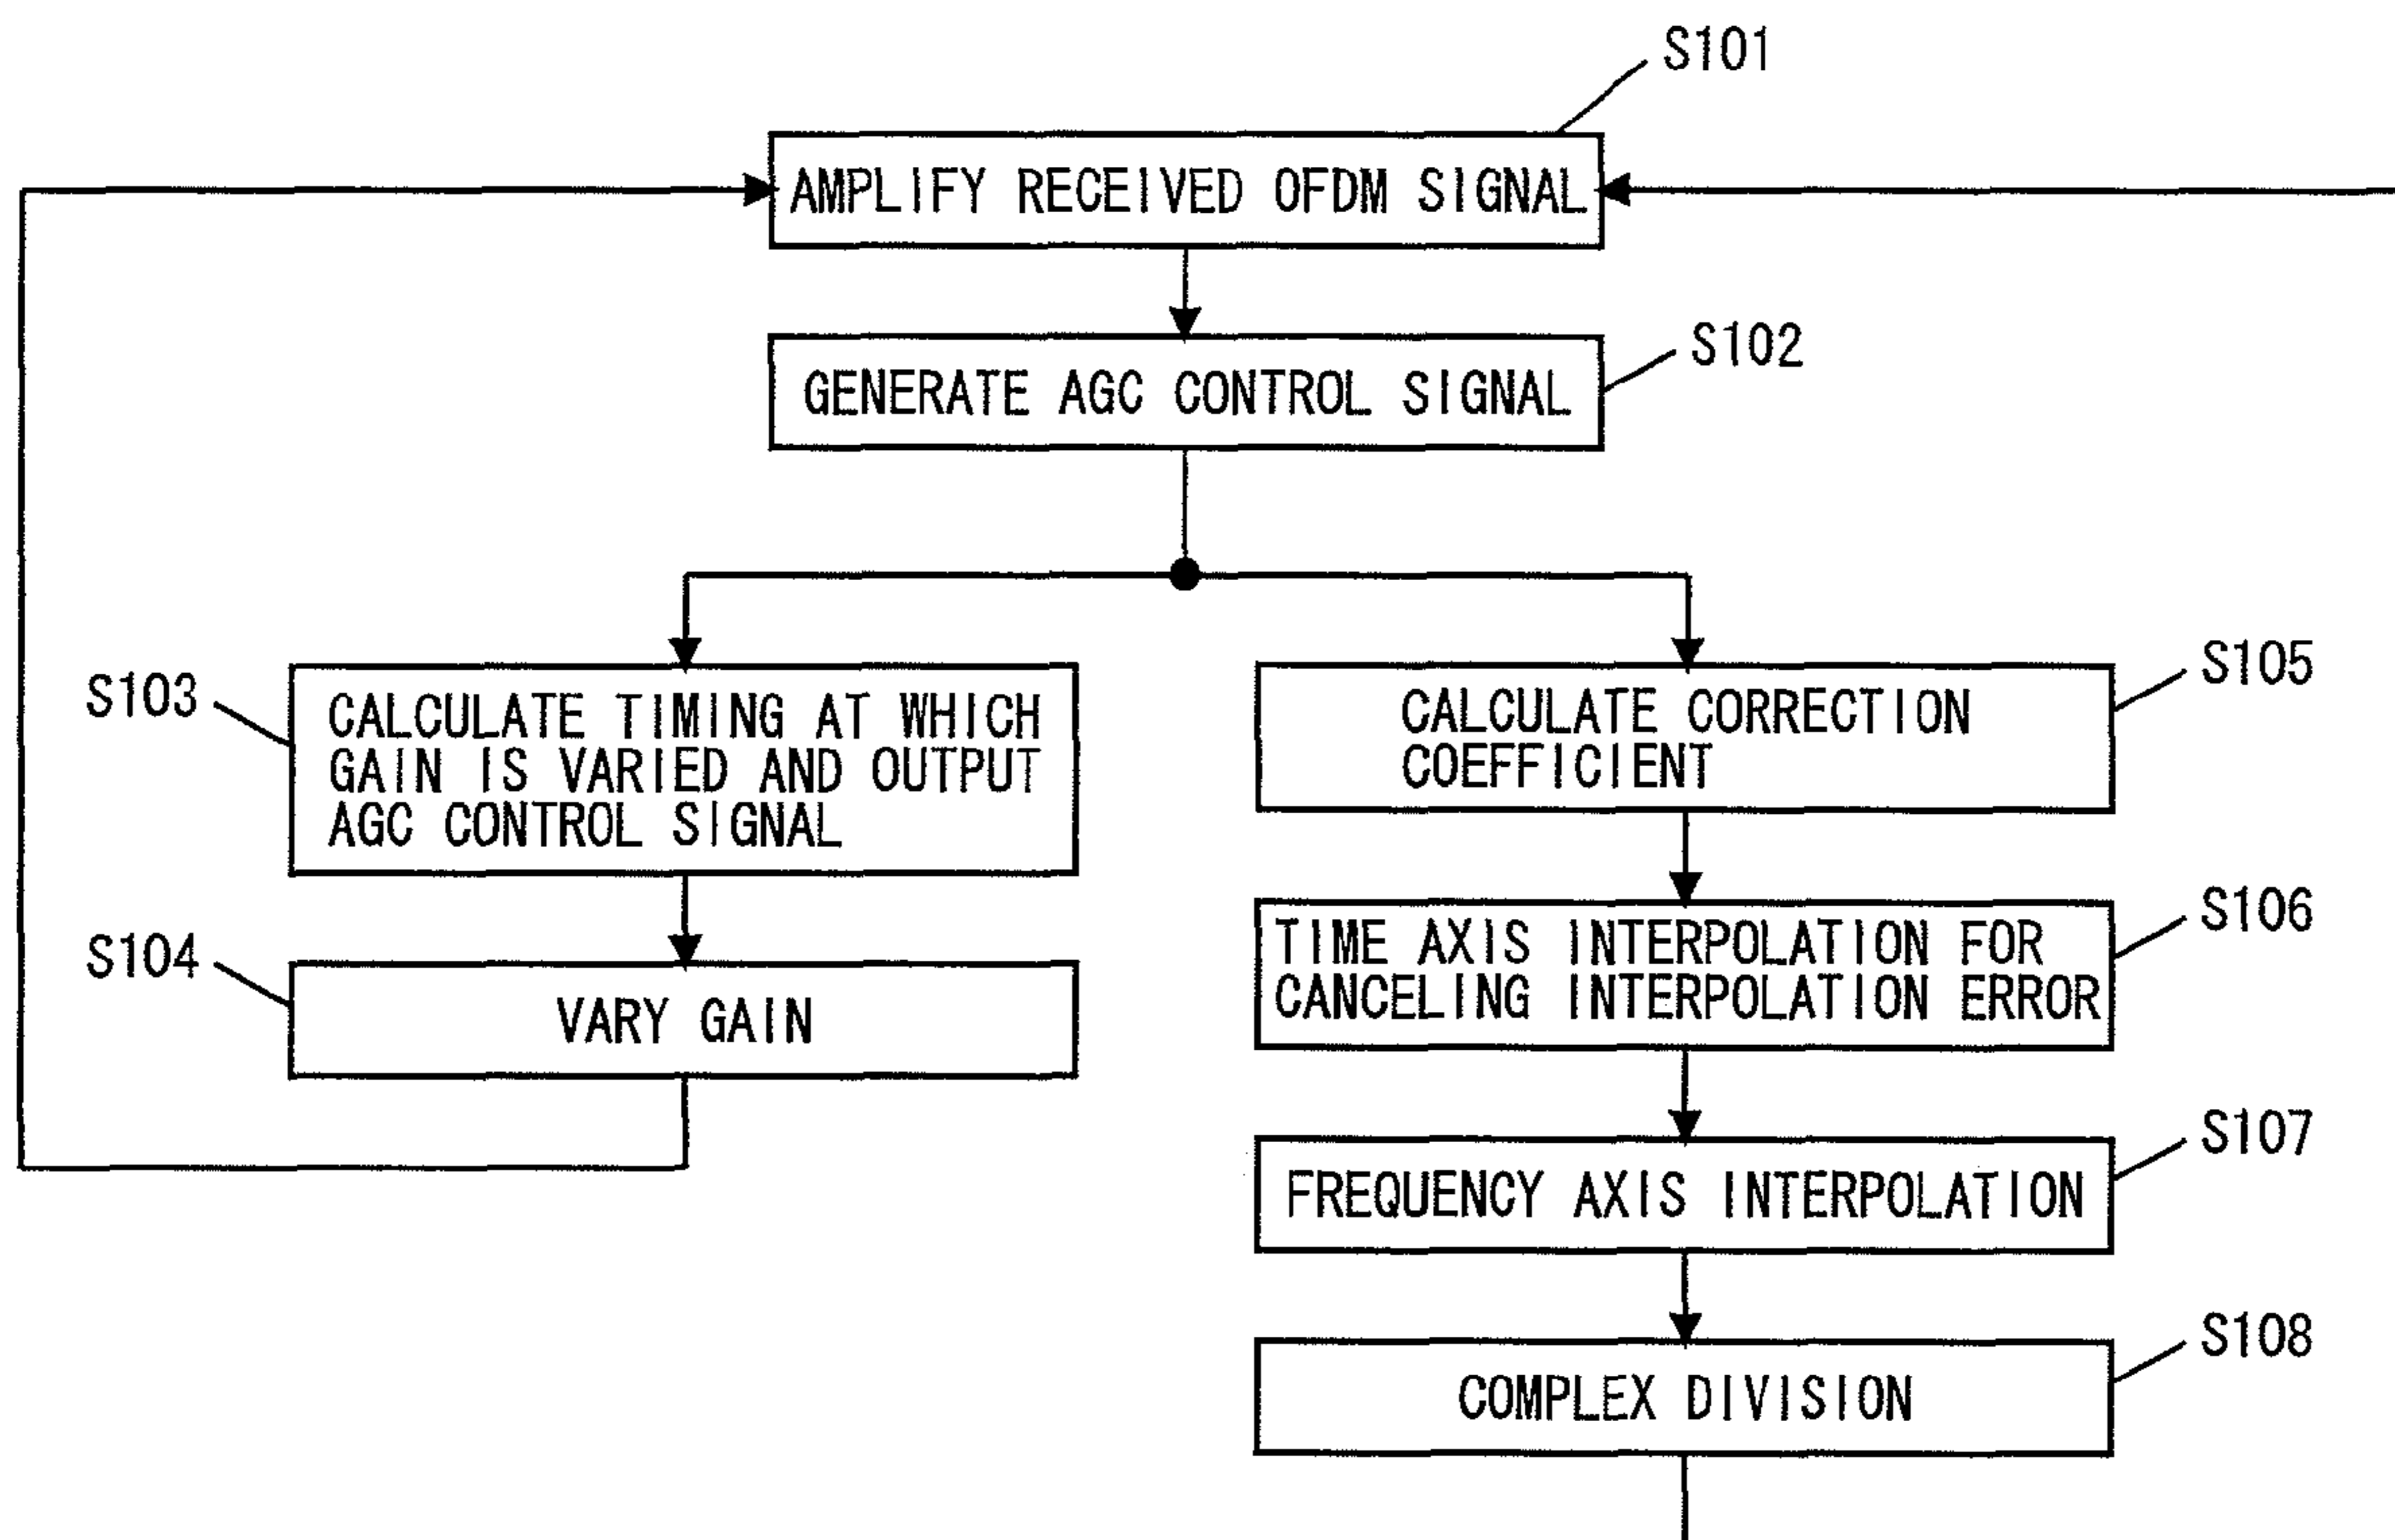 S101
AMPLIFY RECEIVED OFDM SIGNAL
S102
GENERATE AGC CONTROL SIGNAL
S103
CALCULATE TIMING AT WHICH
GAIN IS VARIED AND OUTPUT
AGC CONTROL SIGNAL
S104
VARY GAIN
S105
CALCULATE CORRECTION
COEFFICIENT
S106
TIME AXIS INTERPOLATION FOR
CANCELING INTERPOLATION ERROR
S107
FREQUENCY AXIS INTERPOLATION
S108
COMPLEX DIVISION